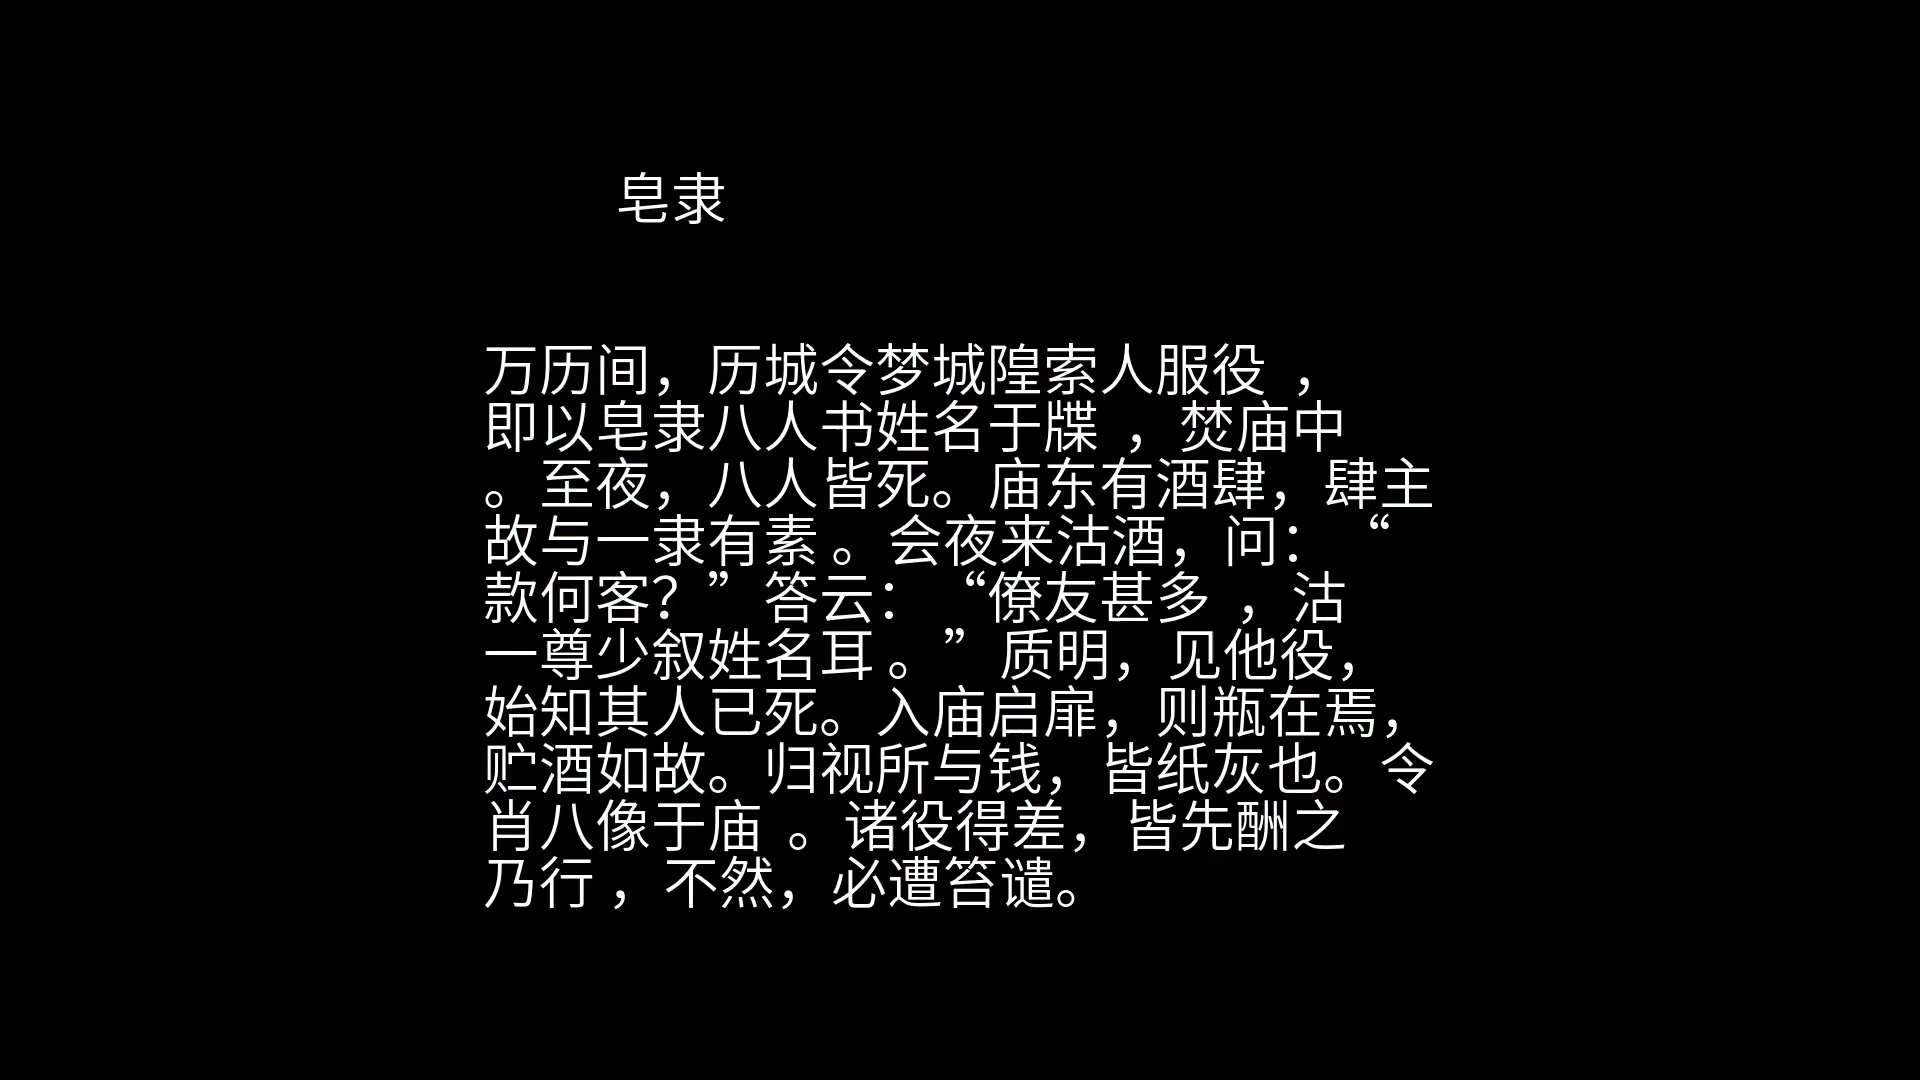 皂隶
万历间，历城令梦城隍索人服役 ，
即以皂隶八人书姓名于牒 ，焚庙中
。至夜，八人皆死。庙东有酒肆，肆主
故与一隶有素 。会夜来沽酒，问： “
款何客？” 答云： “僚友甚多 ，沽
一尊少叙姓名耳 。” 质明，见他役，
始知其人已死。入庙启扉，则瓶在焉，
贮酒如故。归视所与钱，皆纸灰也。令
肖八像于庙 。诸役得差，皆先酬之
乃行 ，不然，必遭笞谴。